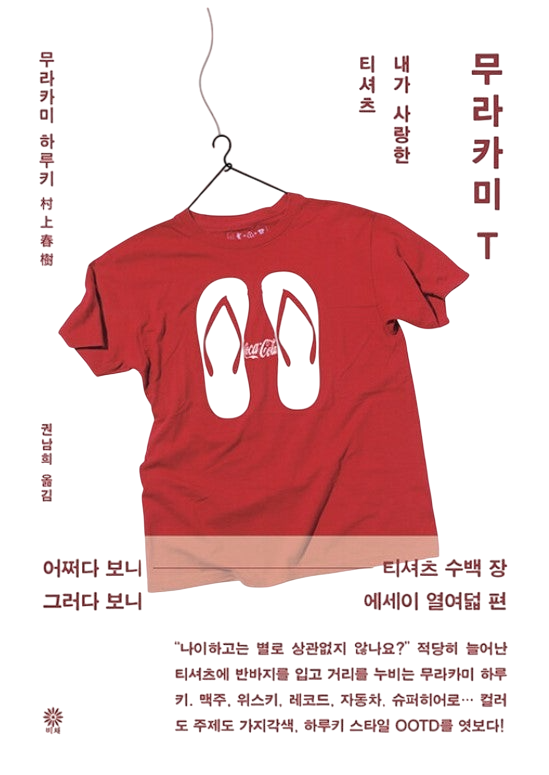 무라카미 T
내가 사랑한
티셔츠
무라카미 하루키 村上春樹
Coca-Cola
권남희 옮김
어쩌다 보니
티셔츠 수백 장
그러다 보니
에세이 열여덟 편
“나이하고는 별로 상관없지 않나요?” 적당히 늘어난
티셔츠에 반바지를 입고 거리를 누비는 무라카미 하루
키. 맥주, 위스키, 레코드, 자동차, 슈퍼히어로… 컬러
도 주제도 가지각색, 하루키 스타일 OOTD를 엿보다!
비채